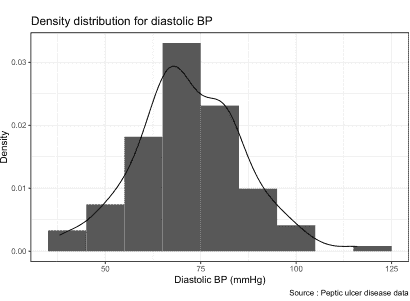 Density distribution for diastolic BP
0.03
0.02
0.01
0.00
Density
50
75
100
125
Diastolic BP (mmHg)
Source : Peptic ulcer disease data